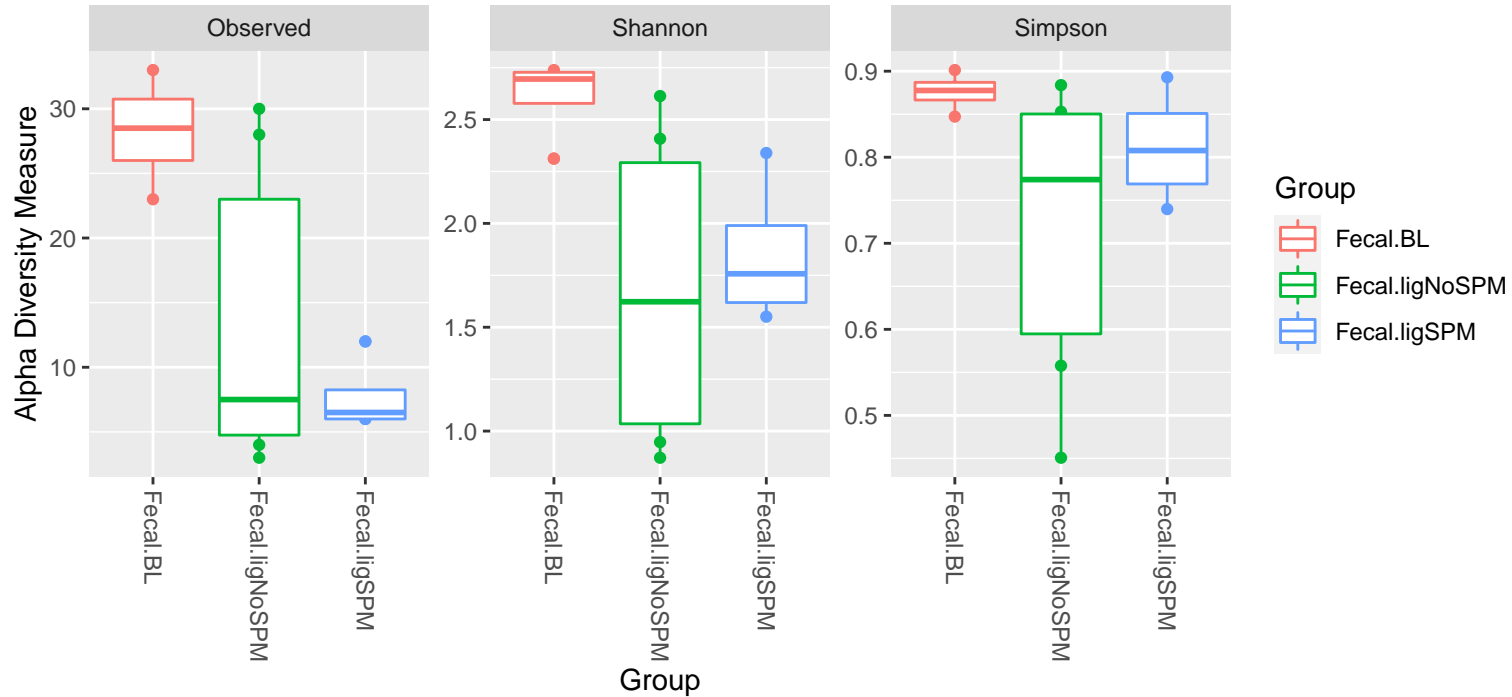 Observed
Shannon
Simpson
Alpha Diversity Measure
30
20
10
2.5
2.0
1.5
1.0
0.9
0.8
0.7
0.6
0.5
Fecal.BL
Fecal.ligNoSPM
Fecal.ligSPM
Fecal.BL
Fecal.ligNoSPM
Fecal.ligSPM
Fecal.BL
Fecal.ligNoSPM
Fecal.ligSPM
Group
Group
Fecal.BL
Fecal.ligNoSPM
Fecal.ligSPM